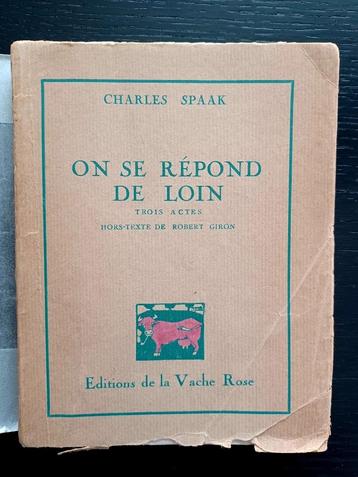 CHARLES SPAAK
ON SE RÉPOND
DE LOIN
TROIS ACTES
HORS-TEXTE DE ROBERT GIRON
Editions de la Vache Rose